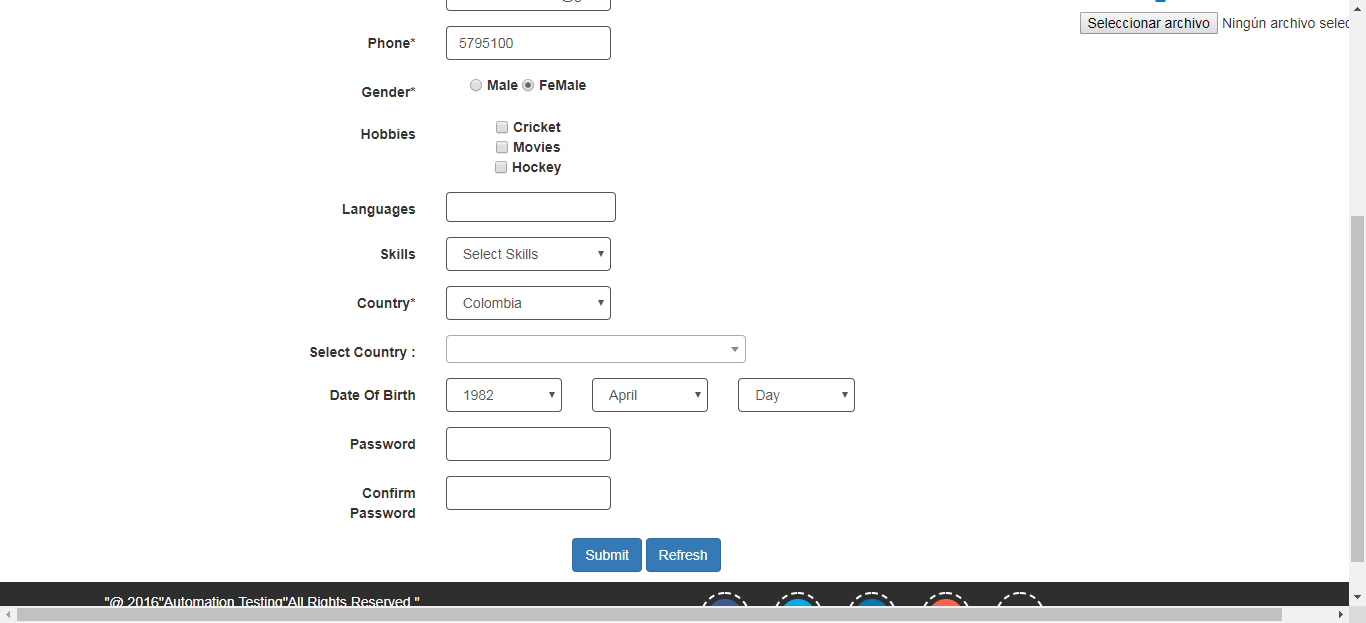 Seleccionar archivo Ningún archivo selec
Phone* 5795100
Gender* Male FeMale
Hobbies Cricket
Movies
Hockey
Languages
Skills Select Skills
Country* Colombia
Select Country :
Date Of Birth 1982 April Day
Password
Confirm
Password
Submit Refresh
"@ 2016"Automation Testing"All Rights Reserved "